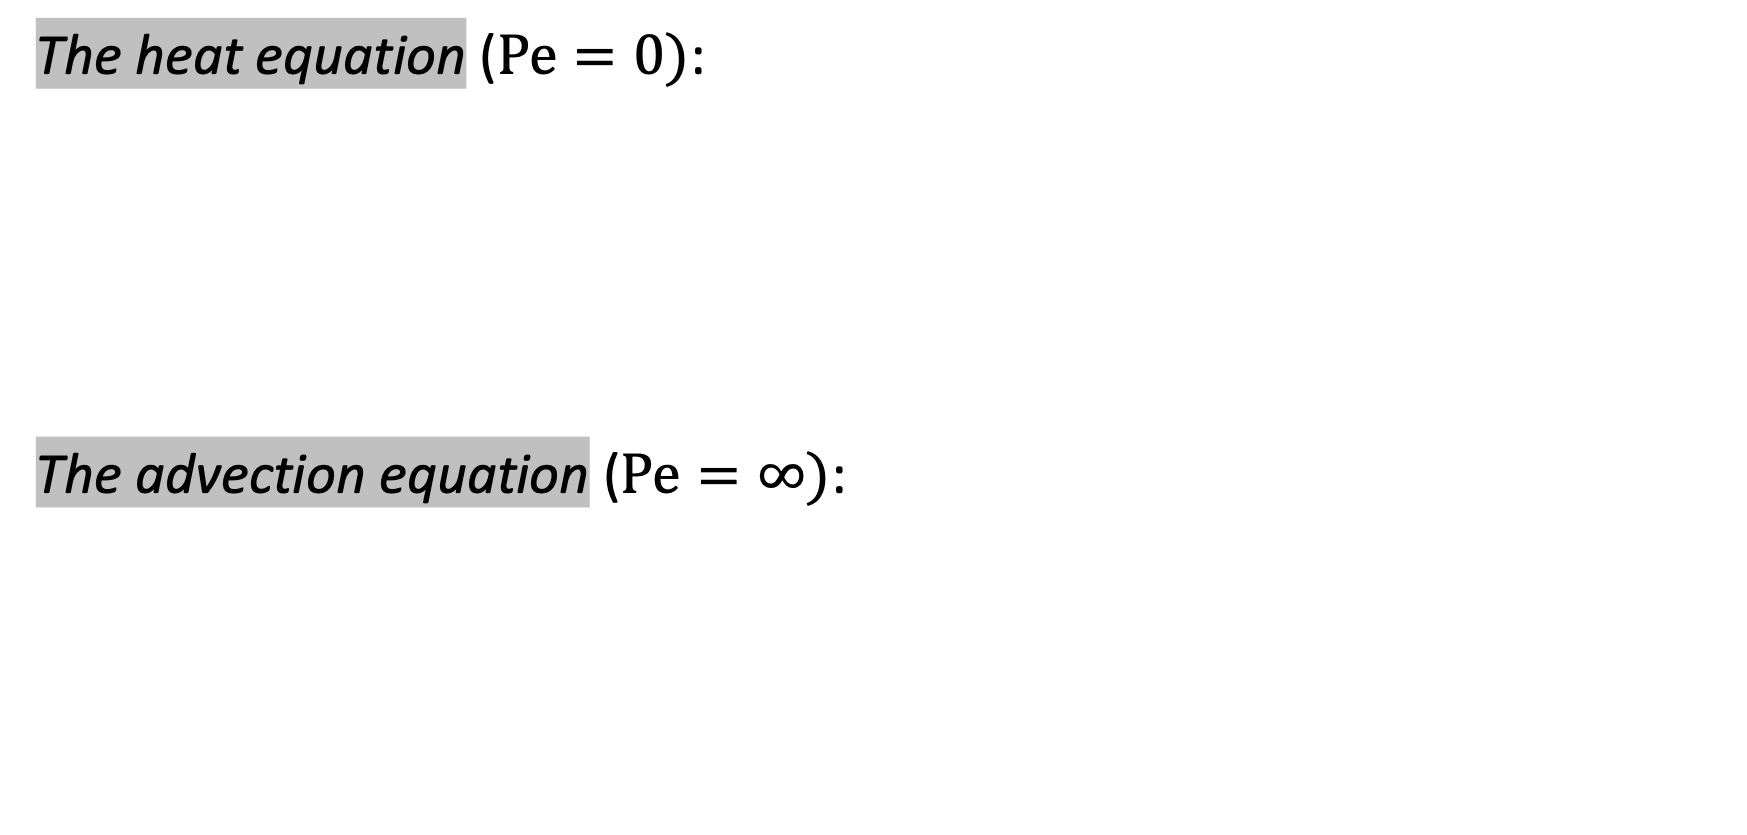 The heat equation (Pe = 0):
The advection equation (Pe = ∞):